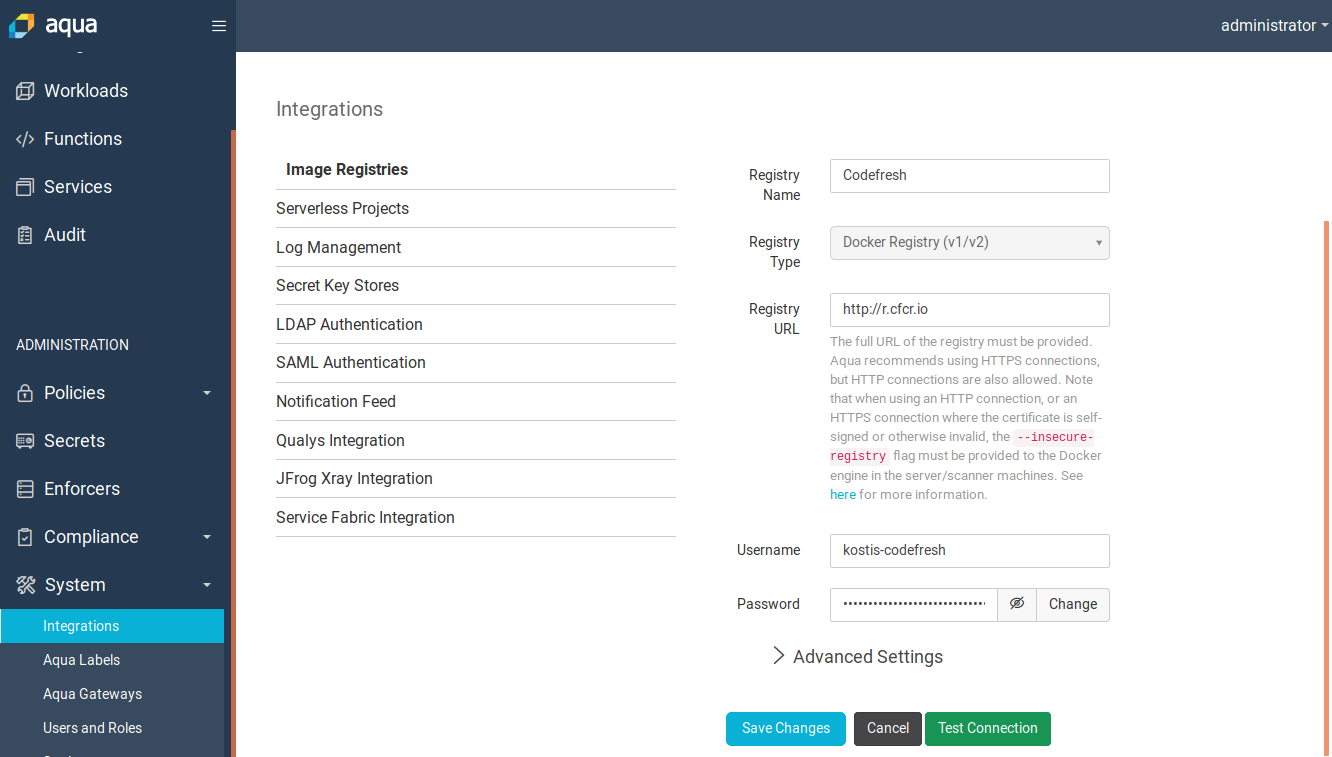 aqua
administrator
Workloads
Functions
Services
Audit
ADMINISTRATION
Policies
Secrets
Enforcers
Compliance
System
Integrations
Aqua Labels
Aqua Gateways
Users and Roles
Integrations
Image Registries
Serverless Projects
Log Management
Secret Key Stores
LDAP Authentication
SAML Authentication
Notification Feed
Qualys Integration
JFrog Xray Integration
Service Fabric Integration
Registry
Name
Codefresh
Registry
Type
Docker Registry (v1/v2)
Registry
URL
http://r.cfcr.io
The full URL of the registry must be provided.
Aqua recommends using HTTPS connections,
but HTTP connections are also allowed. Note
that when using an HTTP connection, or an
HTTPS connection where the certificate is self-
signed or otherwise invalid, the --insecure-
registry flag must be provided to the Docker
engine in the server/scanner machines. See
here for more information.
Username
kostis-codefresh
Password
Change
Advanced Settings
Save Changes
Cancel
Test Connection